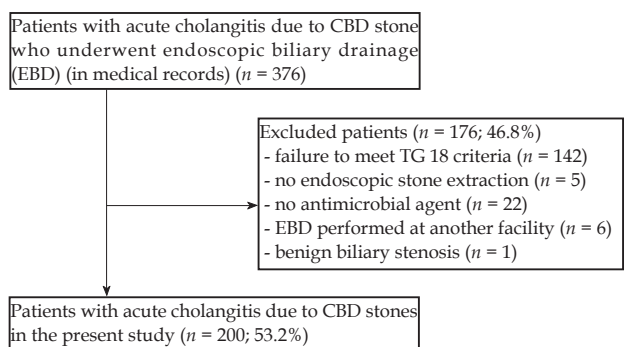 Patients with acute cholangitis due to CBD stone
who underwent endoscopic biliary drainage
(EBD) (in medical records) (n = 376)
Excluded patients (n = 176; 46.8%)
- failure to meet TG 18 criteria (n = 142)
- no endoscopic stone extraction (n = 5)
- no antimicrobial agent (n = 22)
- EBD performed at another facility (n = 6)
- benign biliary stenosis (n = 1)
Patients with acute cholangitis due to CBD stones
in the present study (n = 200; 53.2%)